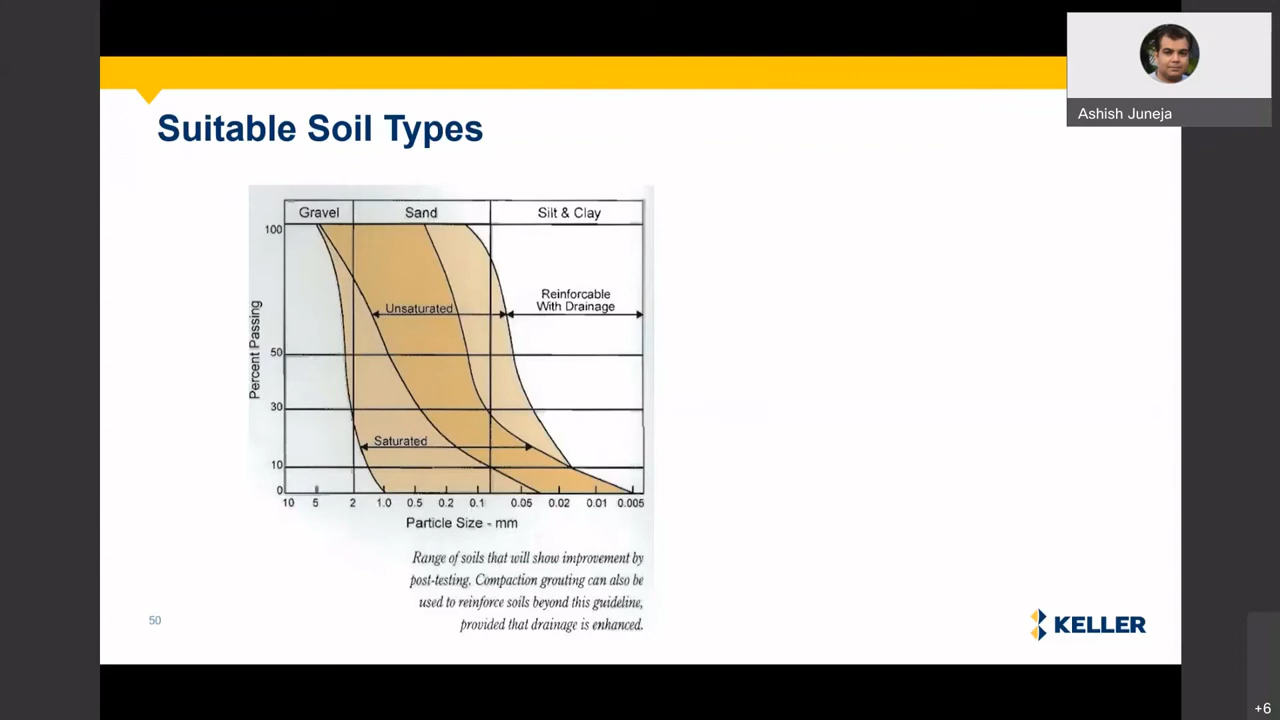 Ashish Juneja
Suitable Soil Types
Gravel Sand Silt & Clay
100
Reinforcable
With Drainage
Unsaturated
Percent Passing
50
30
Saturated
10
0
10 5 2 1.0 0.5 0.2 0.1 0.05 0.02 0.01 0.005
Particle Size - mm
Range of soils that will show improvement by
post-testing. Compaction grouting can also be
used to reinforce soils beyond this guideline,
provided that drainage is enhanced.
50
KELLER
+6